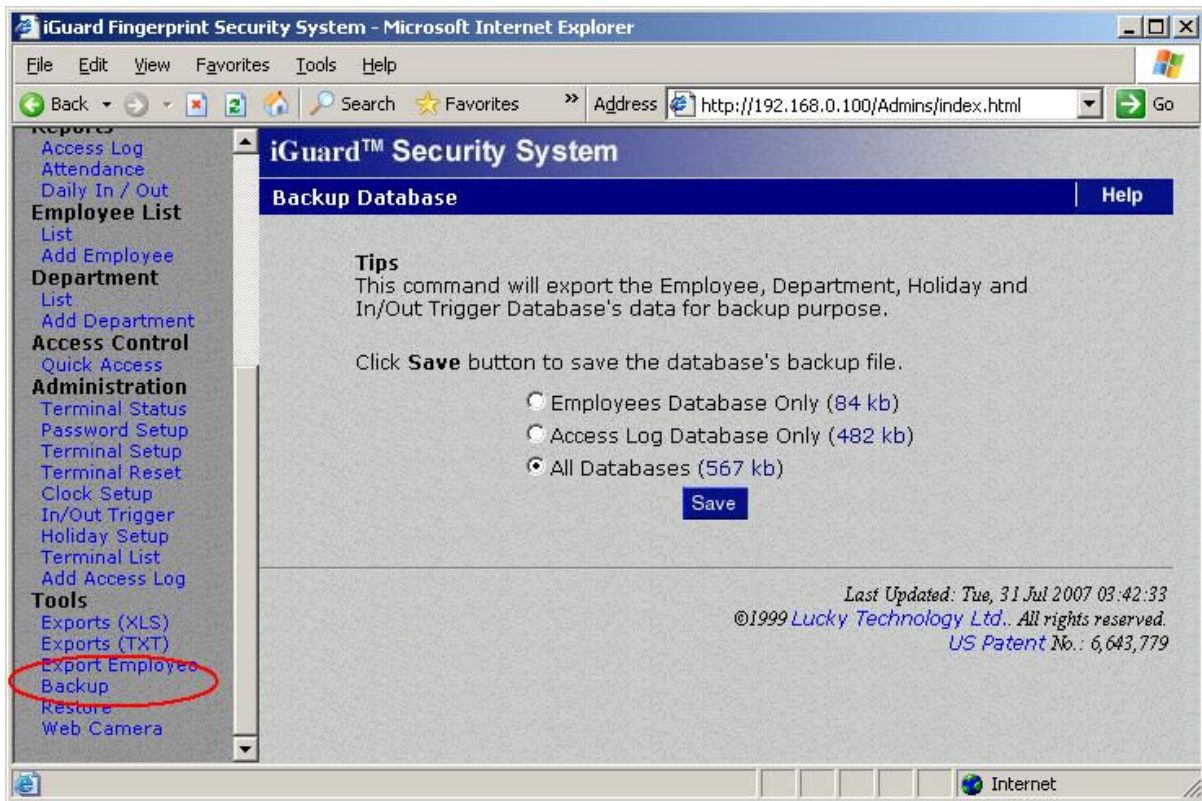 iGuard Fingerprint Security System - Microsoft Internet Explorer
File Edit View Favorites Tools Help
Back Search Favorites » Address http://192.168.0.100/Admins/index.html Go
Reports
Access Log
Attendance
Daily In / Out
Employee List
List
Add Employee
Department
List
Add Department
Access Control
Quick Access
Administration
Terminal Status
Password Setup
Terminal Setup
Terminal Reset
Clock Setup
In/Out Trigger
Holiday Setup
Terminal List
Add Access Log
Tools
Exports (XLS)
Exports (TXT)
Export Employee
Backup
Restore
Web Camera
iGuard™ Security System
Backup Database
Help
Tips
This command will export the Employee, Department, Holiday and
In/Out Trigger Database's data for backup purpose.
Click Save button to save the database's backup file.
Employees Database Only (84 kb)
Access Log Database Only (482 kb)
All Databases (567 kb)
Save
Last Updated: Tue, 31 Jul 2007 03:42:33
©1999 Lucky Technology Ltd.. All rights reserved.
US Patent No.: 6,643,779
Internet